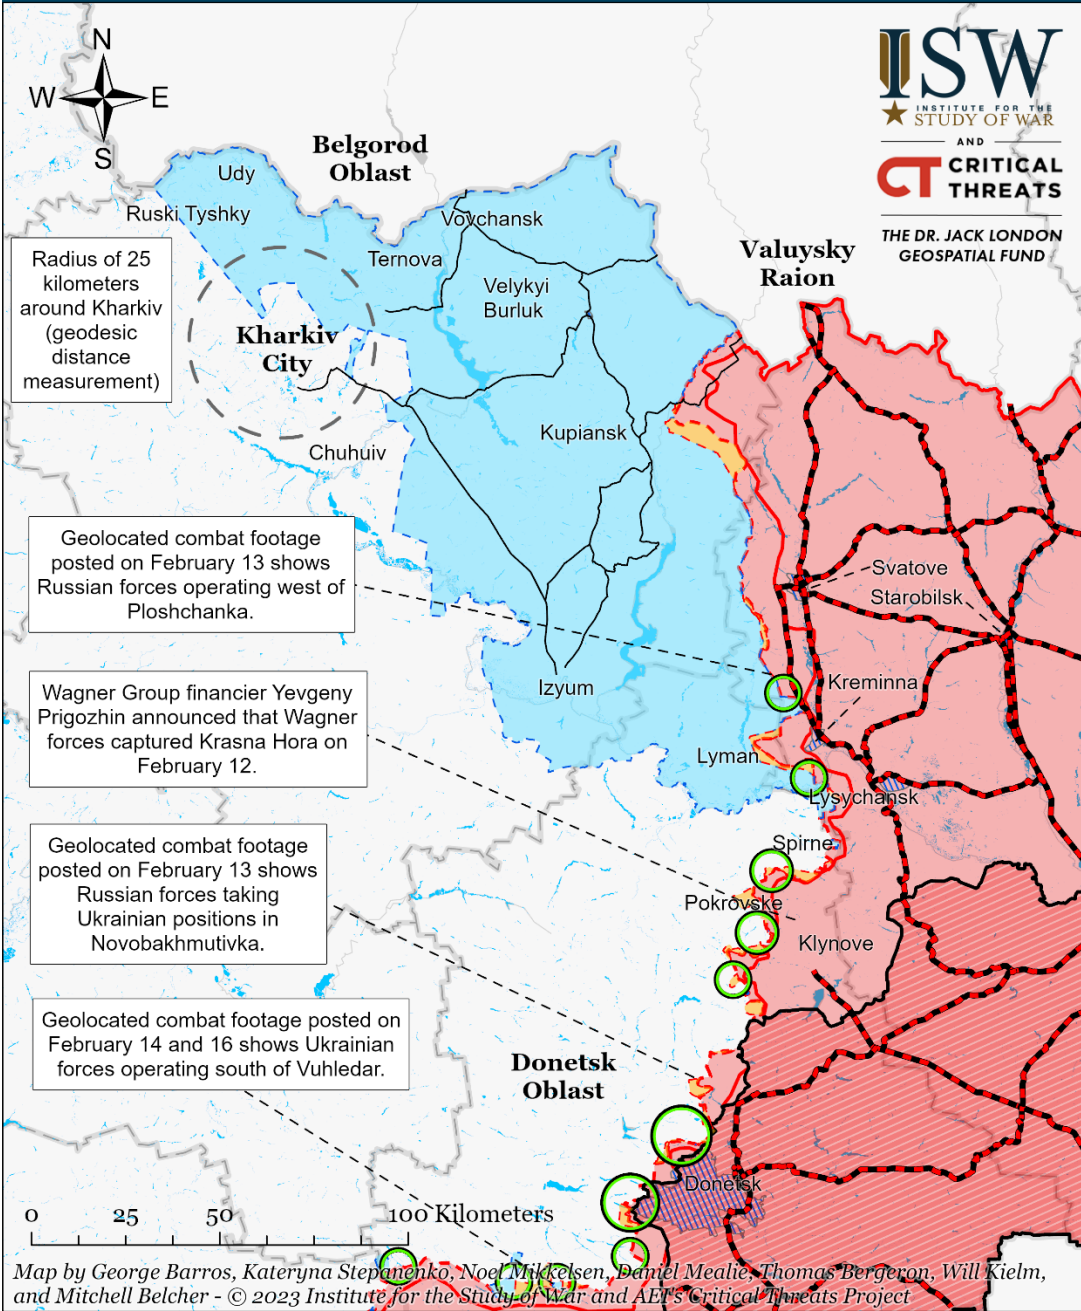 N
W
E
S
ISW
INSTITUTE FOR THE
STUDY OF WAR
AND
CT CRITICAL
THREATS
THE DR. JACK LONDON
GEOSPATIAL FUND
Belgorod
Oblast
Udy
Ruski Tyshky
Vovchansk
Ternova
Velykyi
Burluk
Valuysky
Raion
Radius of 25
kilometers
around Kharkiv
(geodesic
distance
measurement)
Kharkiv
City
Chuhuiv
Kupiansk
Geolocated combat footage
posted on February 13 shows
Russian forces operating west of
Ploshchanka.
Svatove
Starobilsk
Izyum
Kreminna
Wagner Group financier Yevgeny
Prigozhin announced that Wagner
forces captured Krasna Hora on
February 12.
Lyman
Lysychansk
Spirne
Geolocated combat footage
posted on February 13 shows
Russian forces taking
Ukrainian positions in
Novobakhmutivka.
Pokrovske
Klynove
Geolocated combat footage posted on
February 14 and 16 shows Ukrainian
forces operating south of Vuhledar.
Donetsk
Oblast
Donetsk
0 25 50 100 Kilometers
Map by George Barros, Kateryna Stepanenko, Noel Mikkelsen, Daniel Mealie, Thomas Bergeron, Will Kielm,
and Mitchell Belcher - © 2023 Institute for the Study of War and AEI's Critical Threats Project